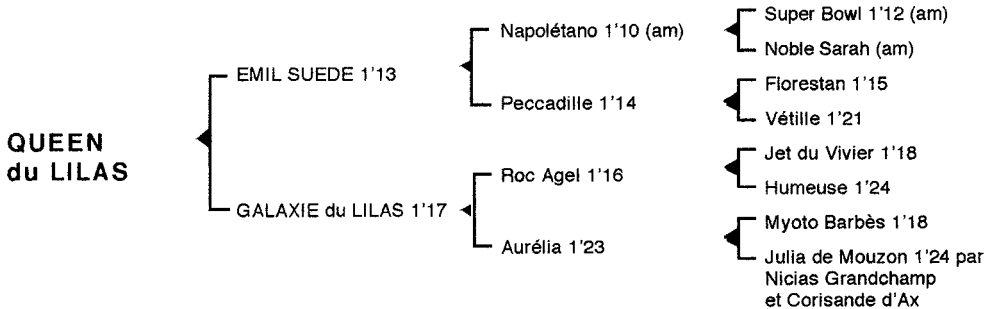 QUEEN
du LILAS
EMIL SUEDE 1'13
GALAXIE du LILAS 1'17
Napolétano 1'10 (am)
Peccadille 1'14
Roc Agel 1'16
Aurélia 1'23
Super Bowl 1'12 (am)
Noble Sarah (am)
Florestan 1'15
Vétille 1'21
Jet du Vivier 1'18
Humeuse 1'24
Myoto Barbès 1'18
Julia de Mouzon 1'24 par
Nicias Grandchamp
et Corisande d'Ax